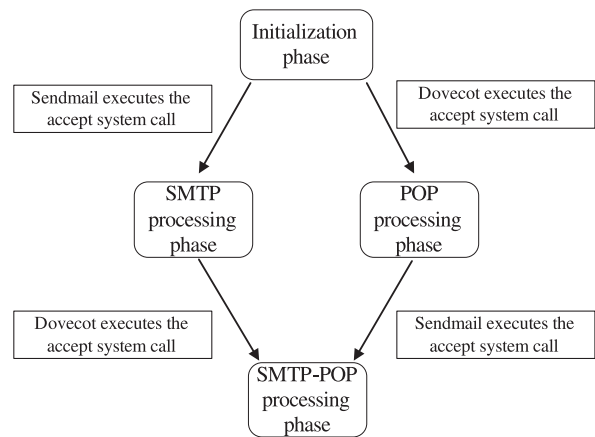 Initialization
phase
Sendmail executes the
accept system call
Dovecot executes the
accept system call
SMTP
processing
phase
POP
processing
phase
Dovecot executes the
accept system call
Sendmail executes the
accept system call
SMTP-POP
processing
phase